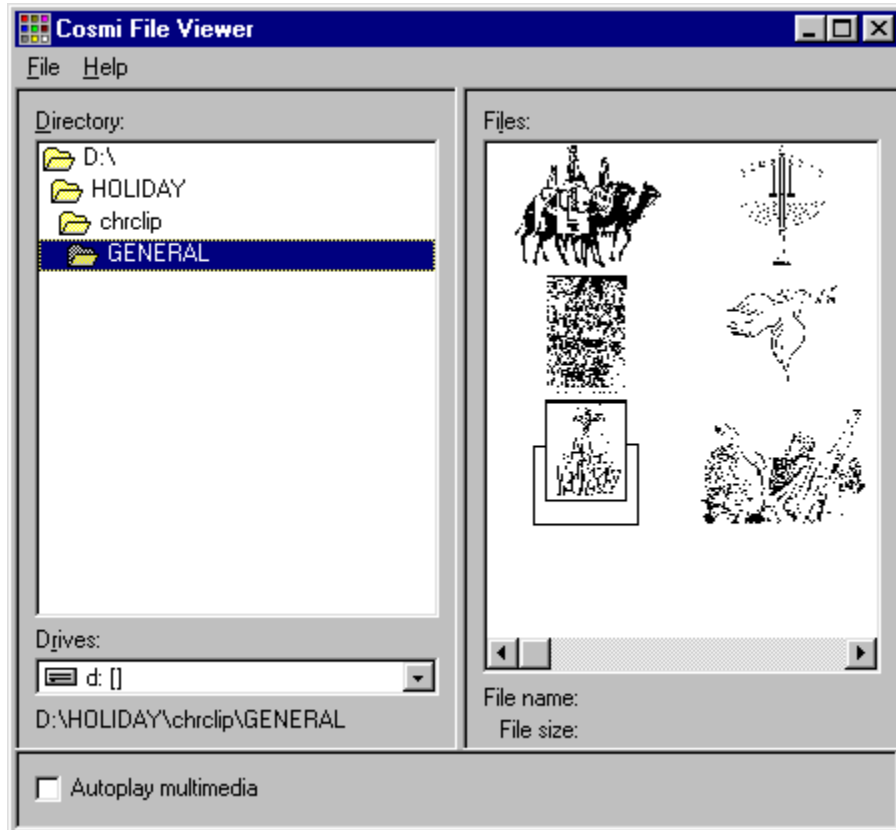 Cosmi File Viewer
File Help
Directory:
D:\
HOLIDAY
chrclip
GENERAL
Drives:
d: []
D:\HOLIDAY\chrclip\GENERAL
Files:
File name:
File size:
Autoplay multimedia